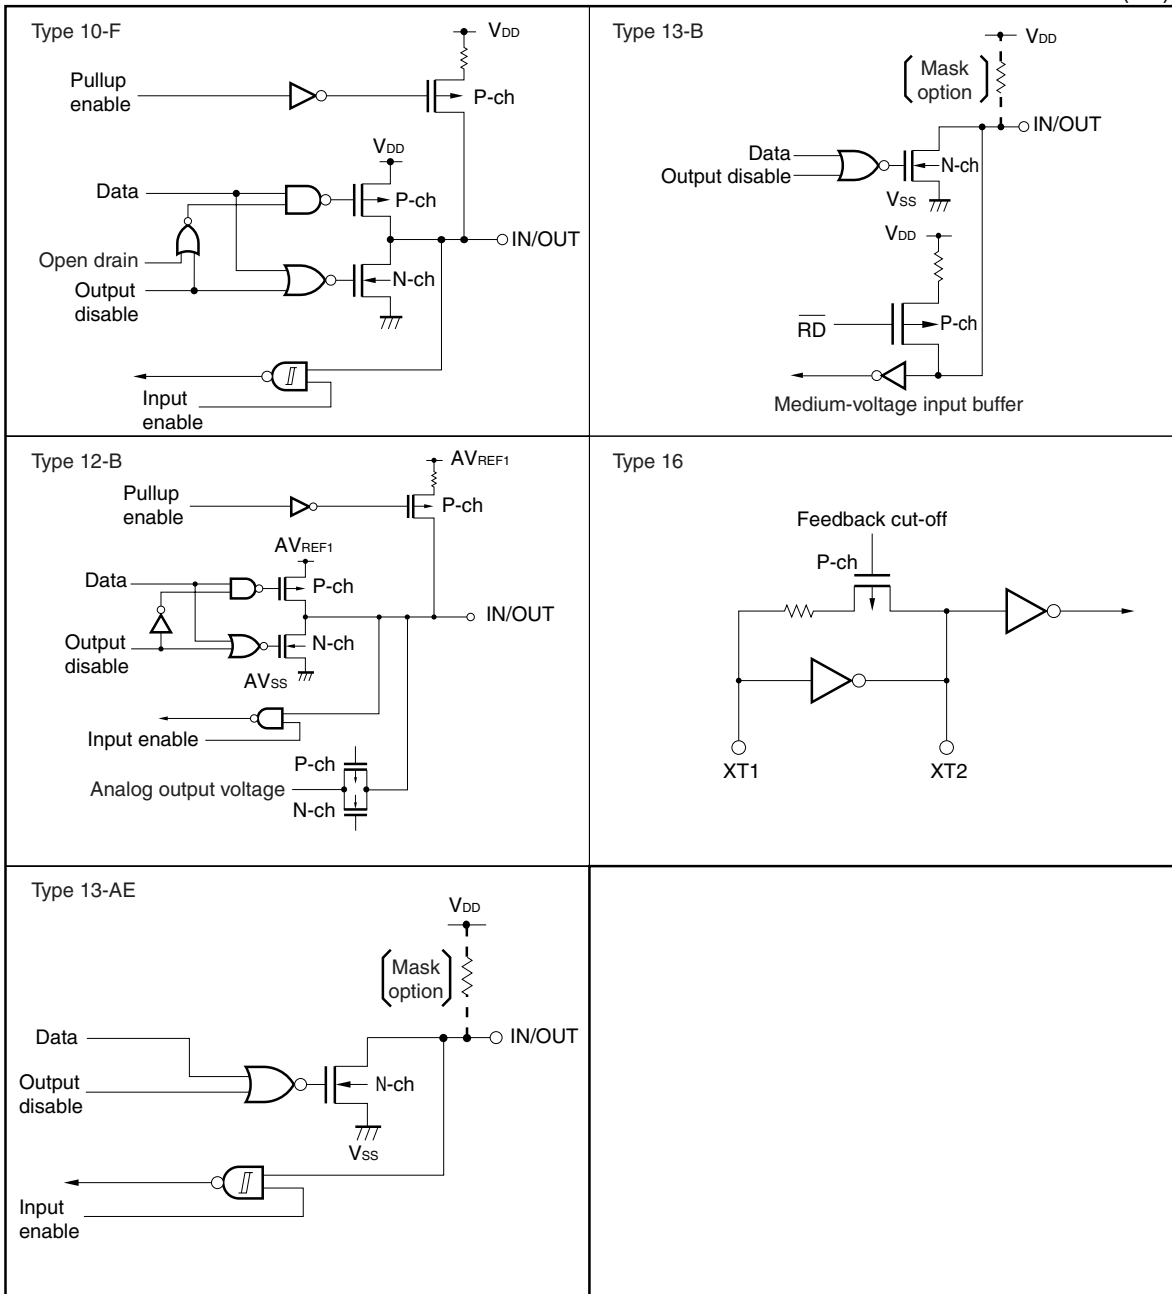 Type 10-F
VDD
Pullup
enable
P-ch
VDD
Data
P-ch
IN/OUT
Open drain
Output
disable
N-ch
Input
enable
Type 13-B
VDD
Mask
option
IN/OUT
Data
Output disable
N-ch
VSS
VDD
RD
P-ch
Medium-voltage input buffer
Type 12-B
AVREF1
Pullup
enable
P-ch
AVREF1
Data
P-ch
IN/OUT
Output
disable
N-ch
AVSS
Input enable
P-ch
Analog output voltage
N-ch
Type 16
Feedback cut-off
P-ch
XT1
XT2
Type 13-AE
VDD
Mask
option
Data
IN/OUT
Output
disable
N-ch
VSS
Input
enable